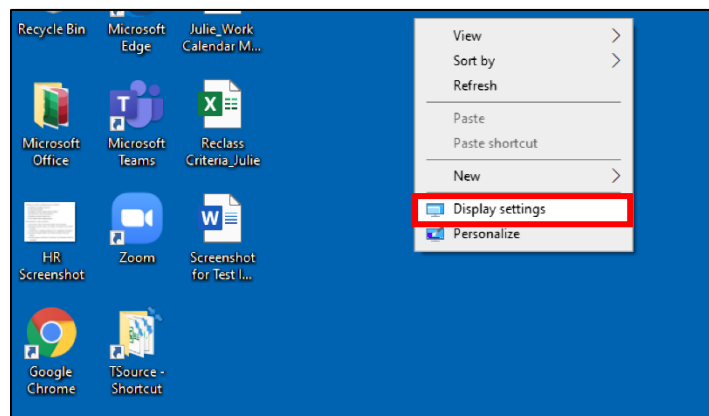 Recycle Bin
Microsoft
Edge
Julie_Work
Calendar M...
Microsoft
Office
Microsoft
Teams
Reclass
Criteria_Julie
HR
Screenshot
Zoom
Screenshot
for Test I...
Google
Chrome
TSource -
Shortcut
View
Sort by
Refresh
Paste
Paste shortcut
New
Display settings
Personalize